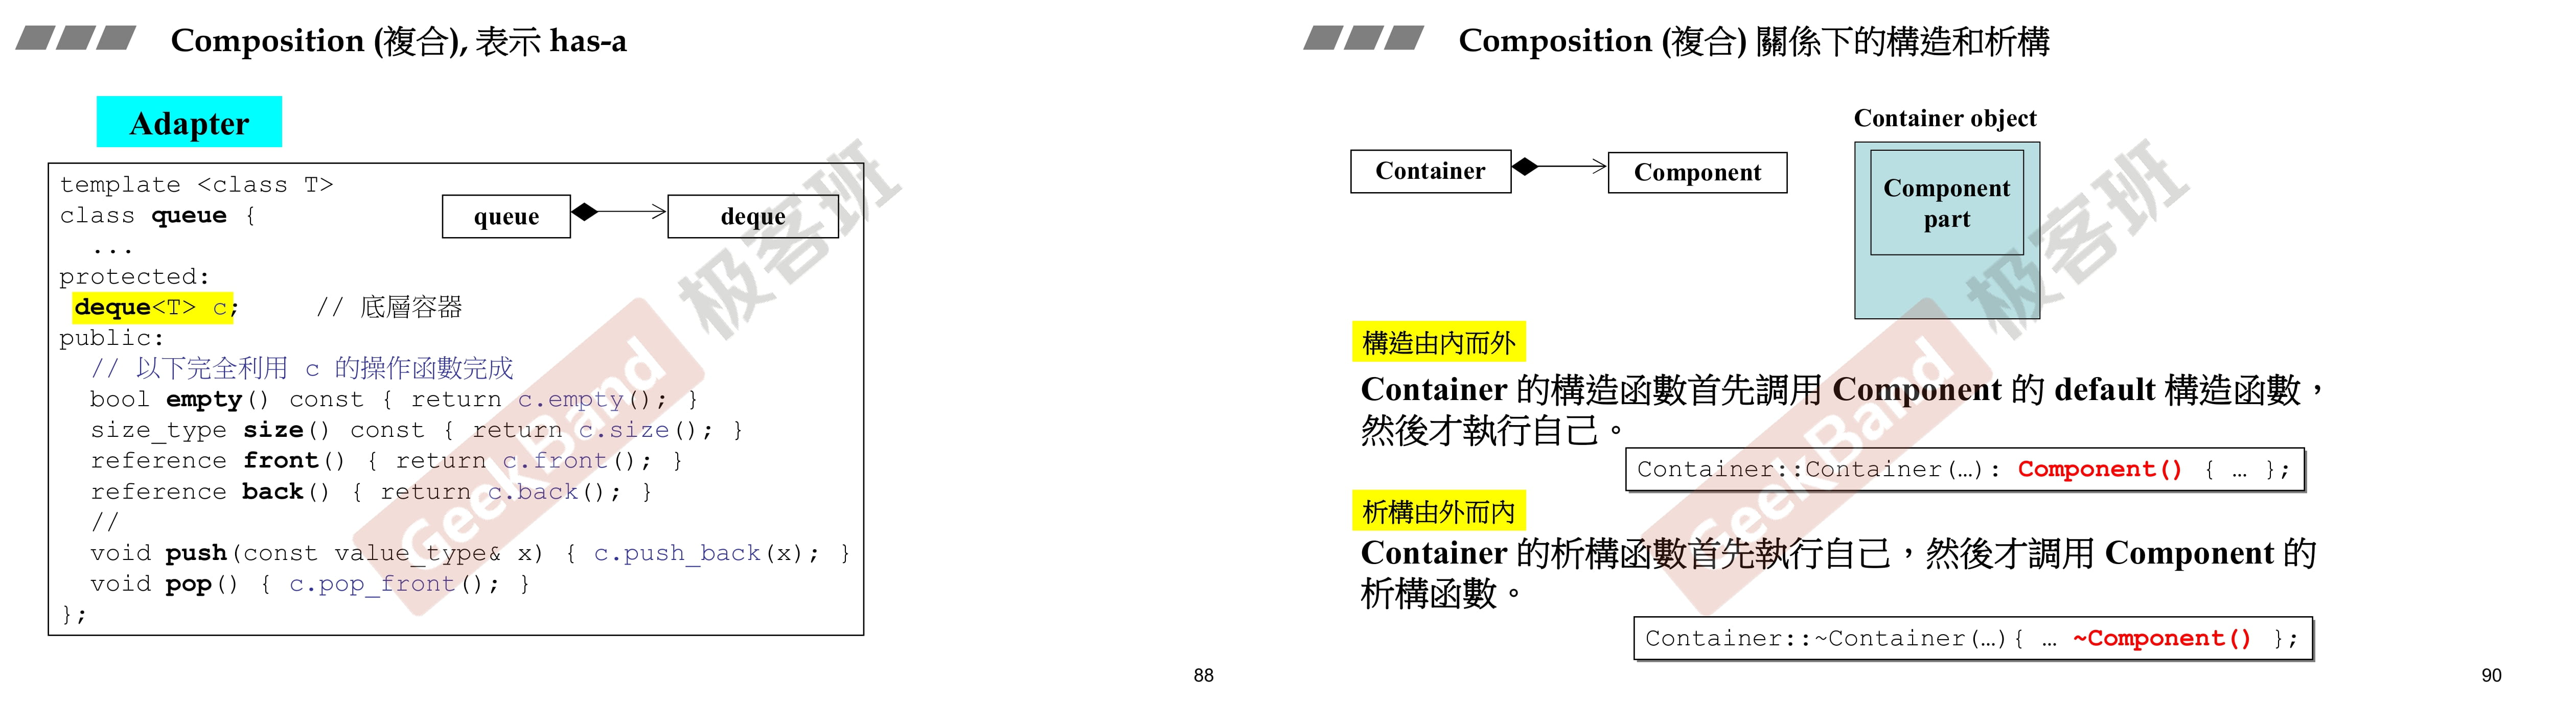 Composition (複合), 表示 has-a
Adapter
template <class T>
class queue {
...
protected:
deque<T> c; // 底層容器
public:
// 以下完全利用 c 的操作函數完成
bool empty() const { return c.empty(); }
size_type size() const { return c.size(); }
reference front() { return c.front(); }
reference back() { return c.back(); }
//
void push(const value_type& x) { c.push_back(x); }
void pop() { c.pop_front(); }
};
queue
deque
GeekBand 极客班
88
Composition (複合) 關係下的構造和析構
Container
Component
Container object
Component
part
構造由內而外
Container 的構造函數首先調用 Component 的 default 構造函數，
然後才執行自己。
Container::Container(…): Component() { … };
析構由外而內
Container 的析構函數首先執行自己，然後才調用 Component 的
析構函數。
Container::~Container(…){ … ~Component() };
GeekBand 极客班
90